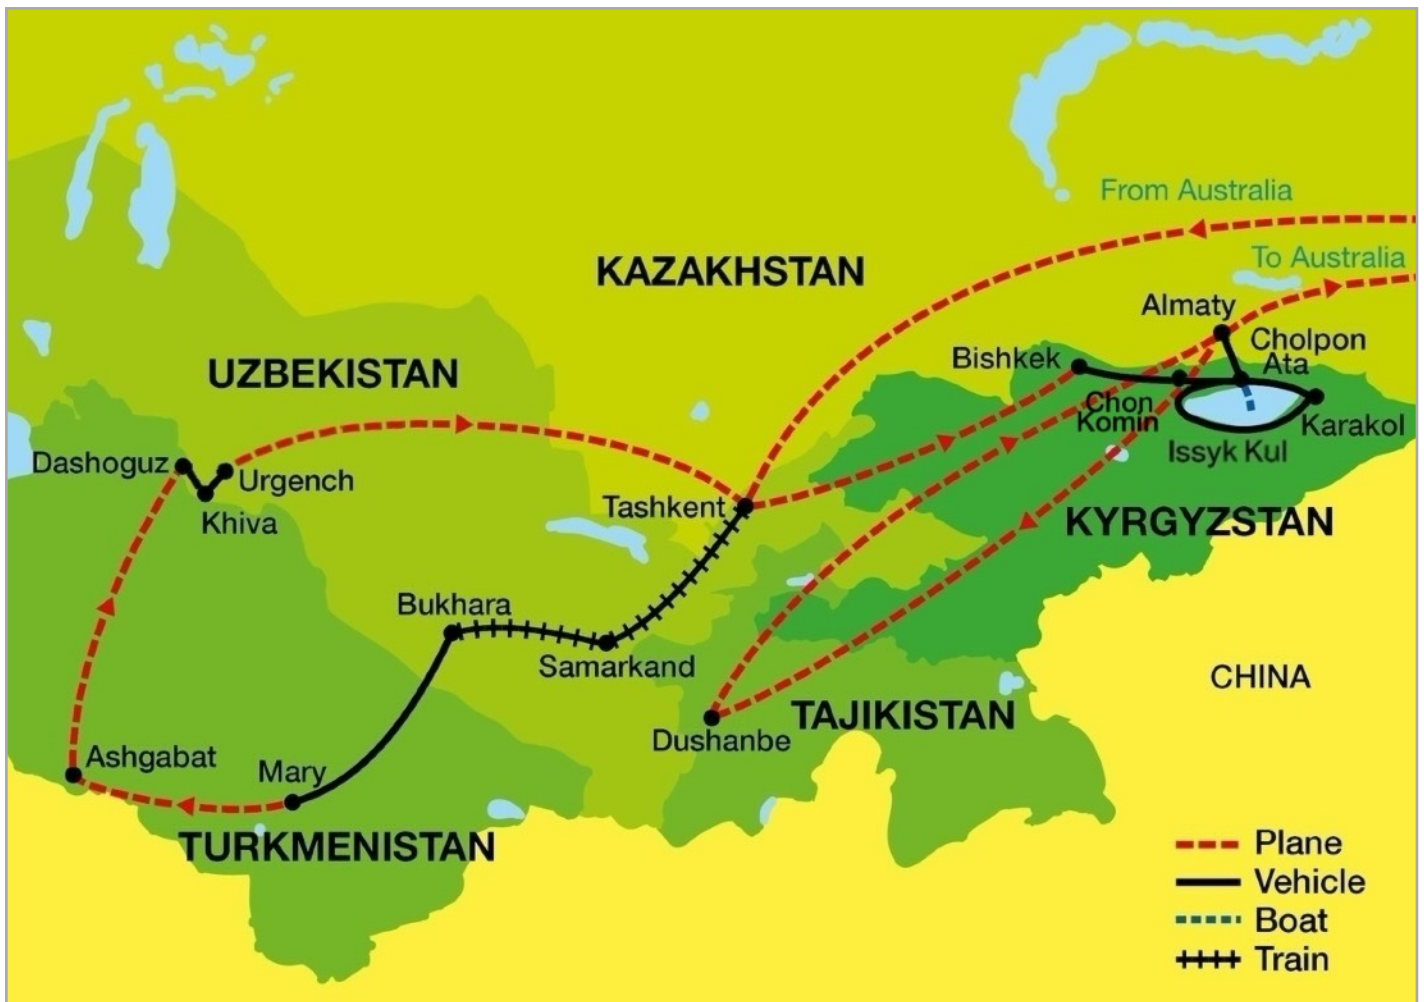 From Australia
To Australia
KAZAKHSTAN
Almaty
Cholpon
Ata
Bishkek
UZBEKISTAN
Chon
Komin
Karakol
Issyk Kul
Dashoguz
Urgench
Khiva
Tashkent
KYRGYZSTAN
Bukhara
Samarkand
CHINA
TAJIKISTAN
Dushanbe
Ashgabat
Mary
TURKMENISTAN
Plane
Vehicle
Boat
Train